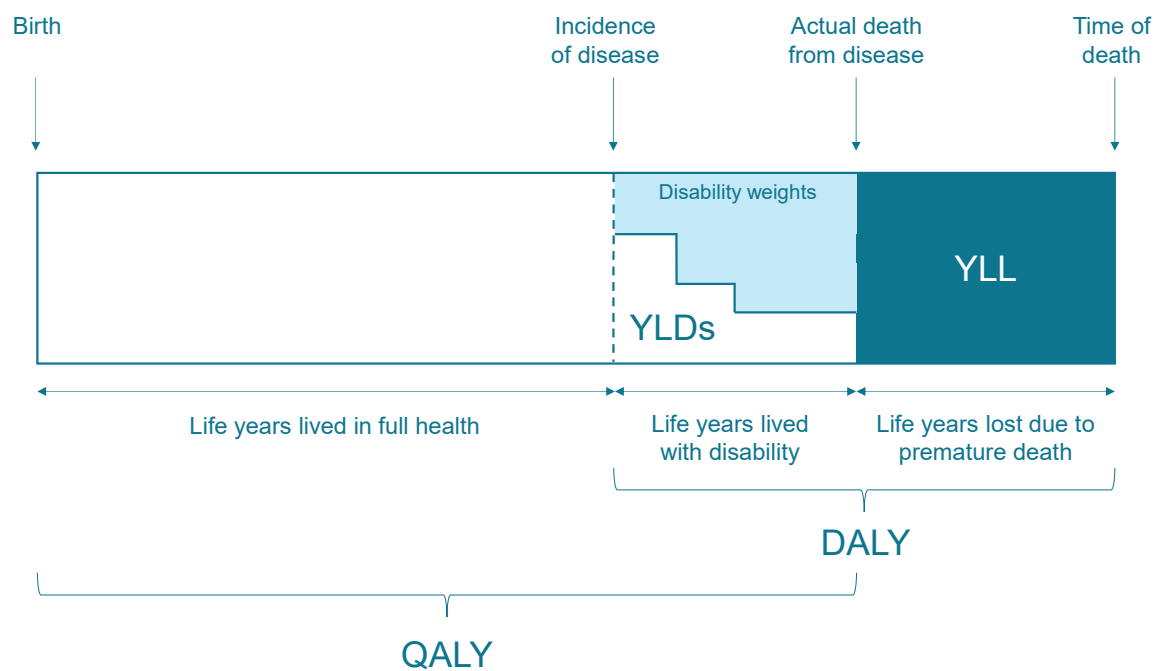 Birth
Incidence
of disease
Actual death
from disease
Time of
death
Disability weights
YLL
YLDs
Life years lived in full health
Life years lived
with disability
Life years lost due to
premature death
DALY
QALY